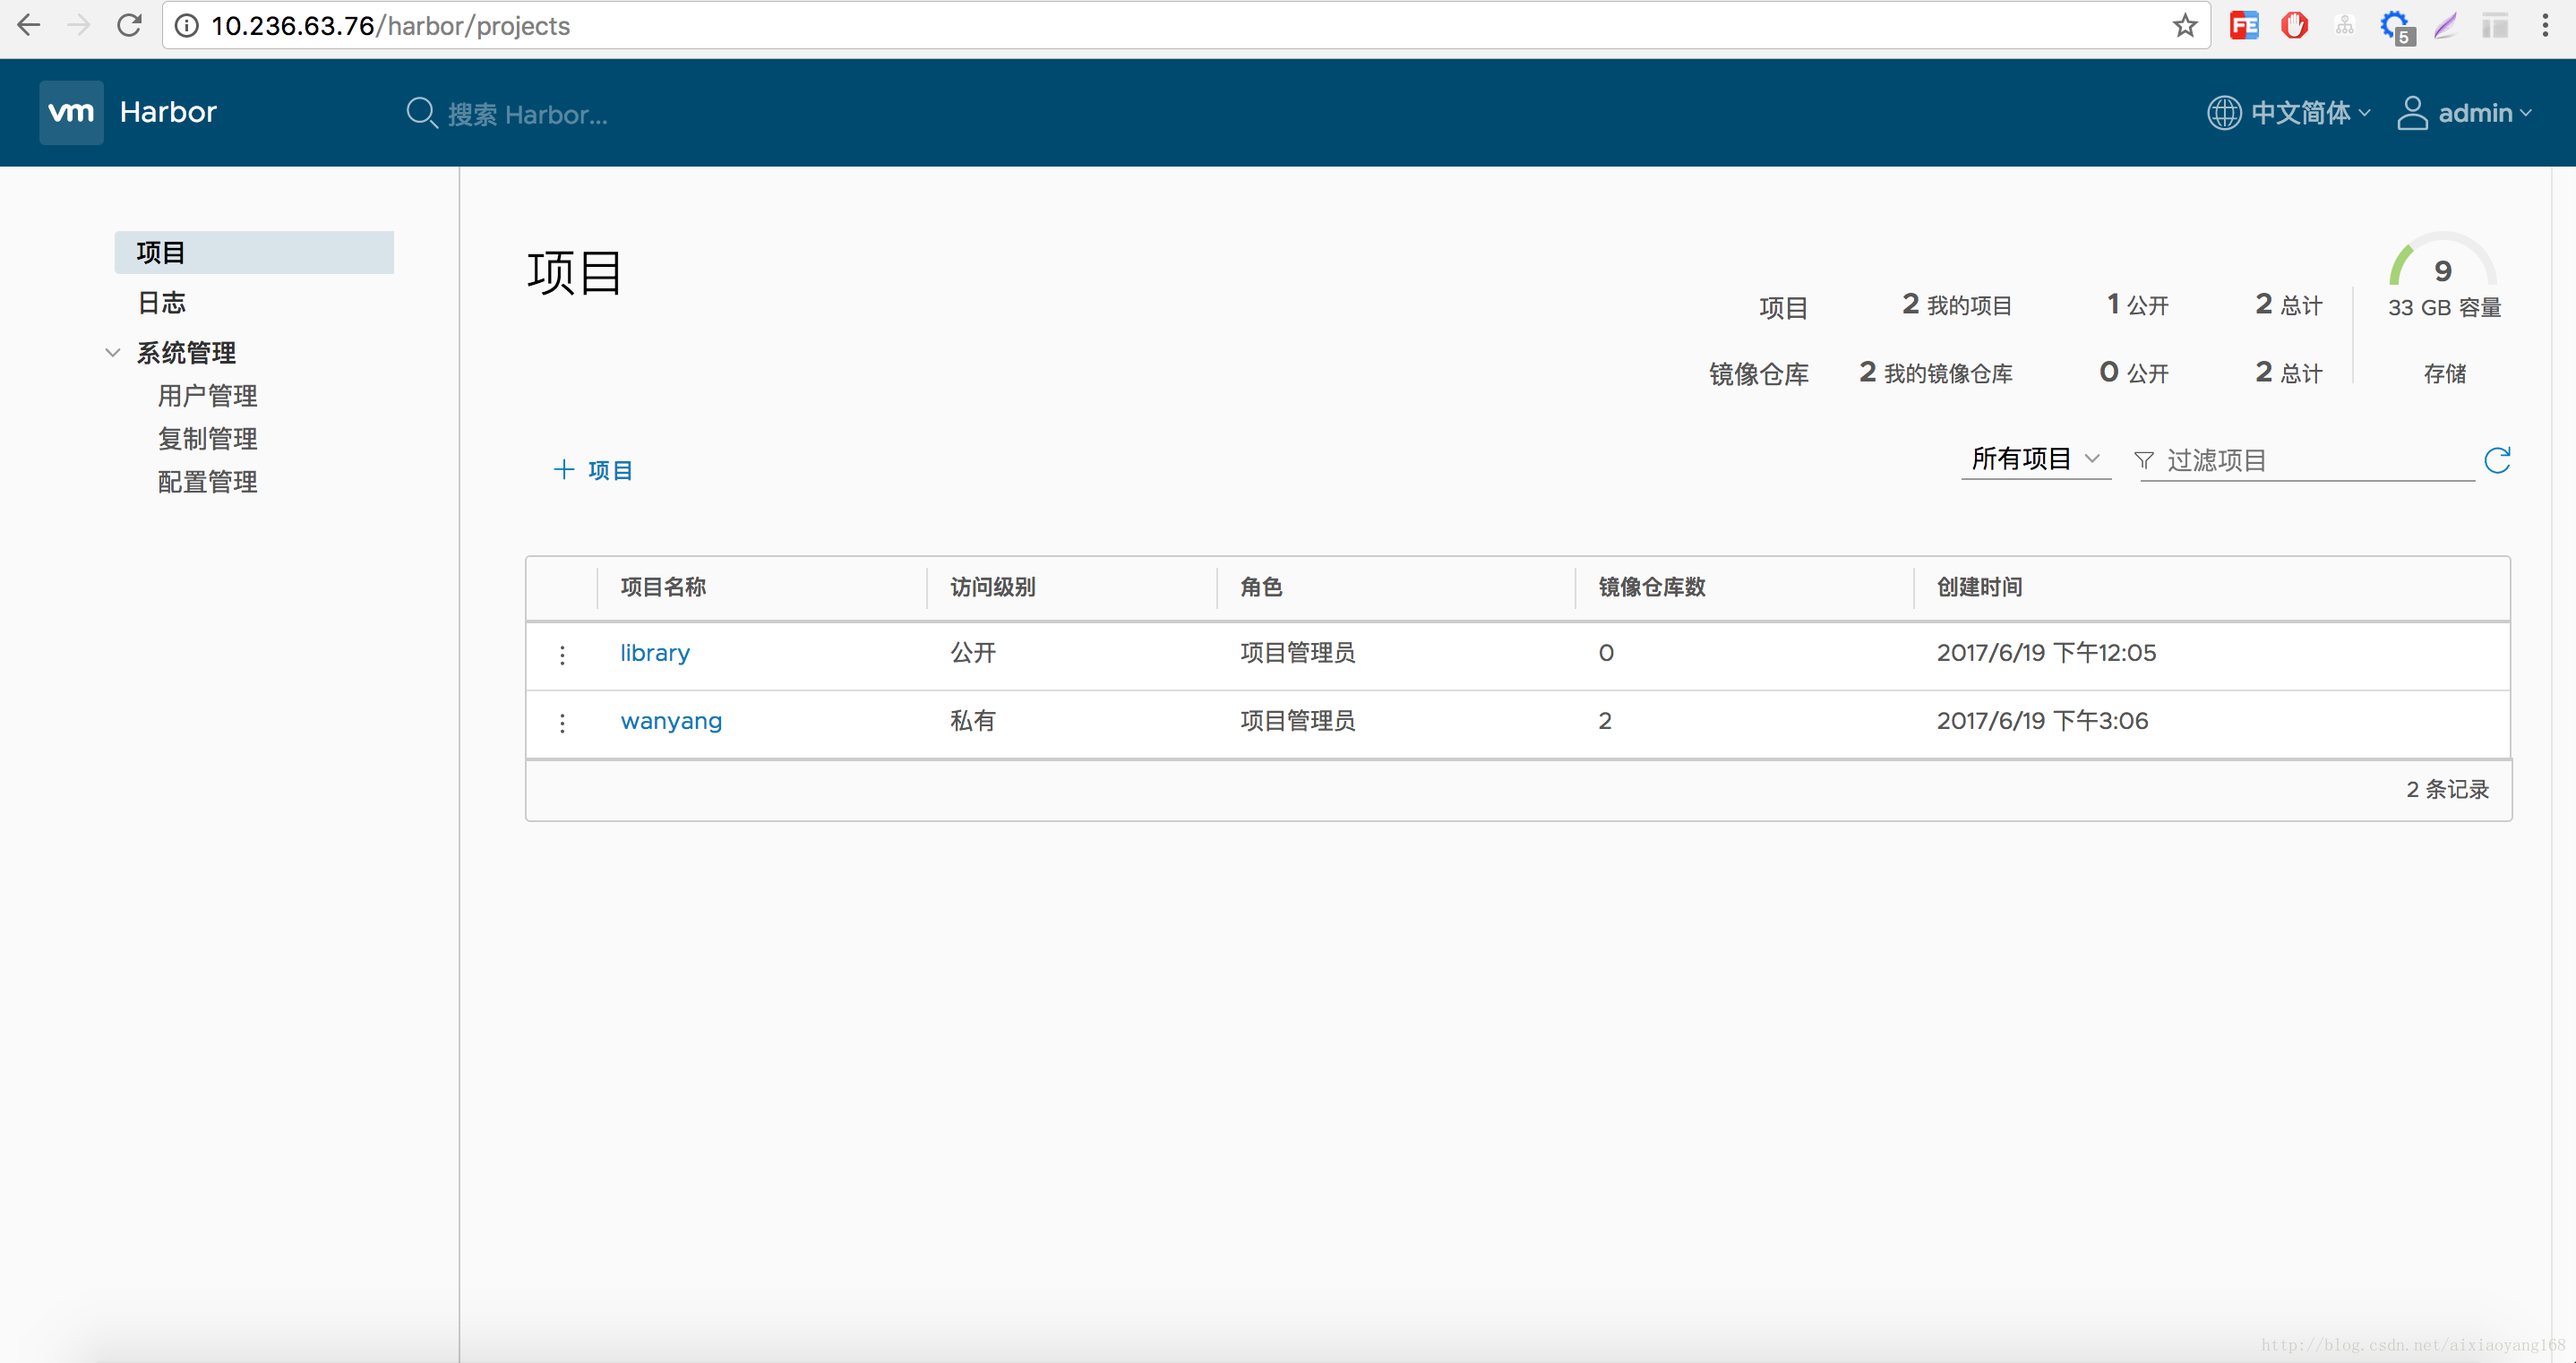 10.236.63.76/harbor/projects
FE
5
vm Harbor
搜索 Harbor...
中文简体
admin
项目
日志
系统管理
用户管理
复制管理
配置管理
项目
项目 2 我的项目 1 公开 2 总计
镜像仓库 2 我的镜像仓库 0 公开 2 总计
9
33 GB 容量
存储
+ 项目
所有项目
过滤项目
项目名称 访问级别 角色 镜像仓库数 创建时间
library 公开 项目管理员 0 2017/6/19 下午12:05
wanyang 私有 项目管理员 2 2017/6/19 下午3:06
2 条记录
http://blog.csdn.net/aixiaoyang168